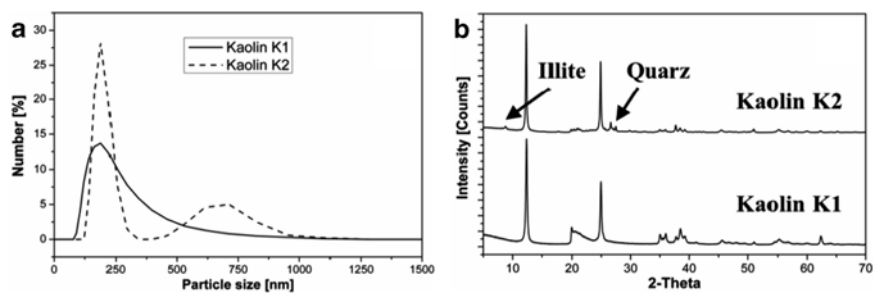 a
30
25
20
15
10
5
0
Number [%]
Kaolin K1
Kaolin K2
0 250 500 750 1000 1250 1500
Particle size [nm]
b
Intensity [Counts]
Illite
Quarz
Kaolin K2
Kaolin K1
10 20 30 40 50 60 70
2-Theta